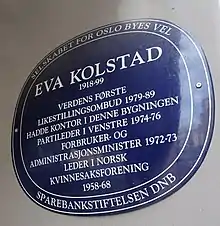 SELSKABET FOR OSLO BYES VEL
EVA KOLSTAD
1918-99
VERDENS FØRSTE
LIKESTILLINGSOMBUD 1979-89
HADDE KONTOR I DENNE BYGNINGEN
PARTILEDER I VENSTRE 1974-76
FORBRUKER- OG
ADMINISTRASJONSMINISTER 1972-73
LEDER I NORSK
KVINNESAKSFORENING
1958-68
SPAREBANKSTIFTELSEN DNB